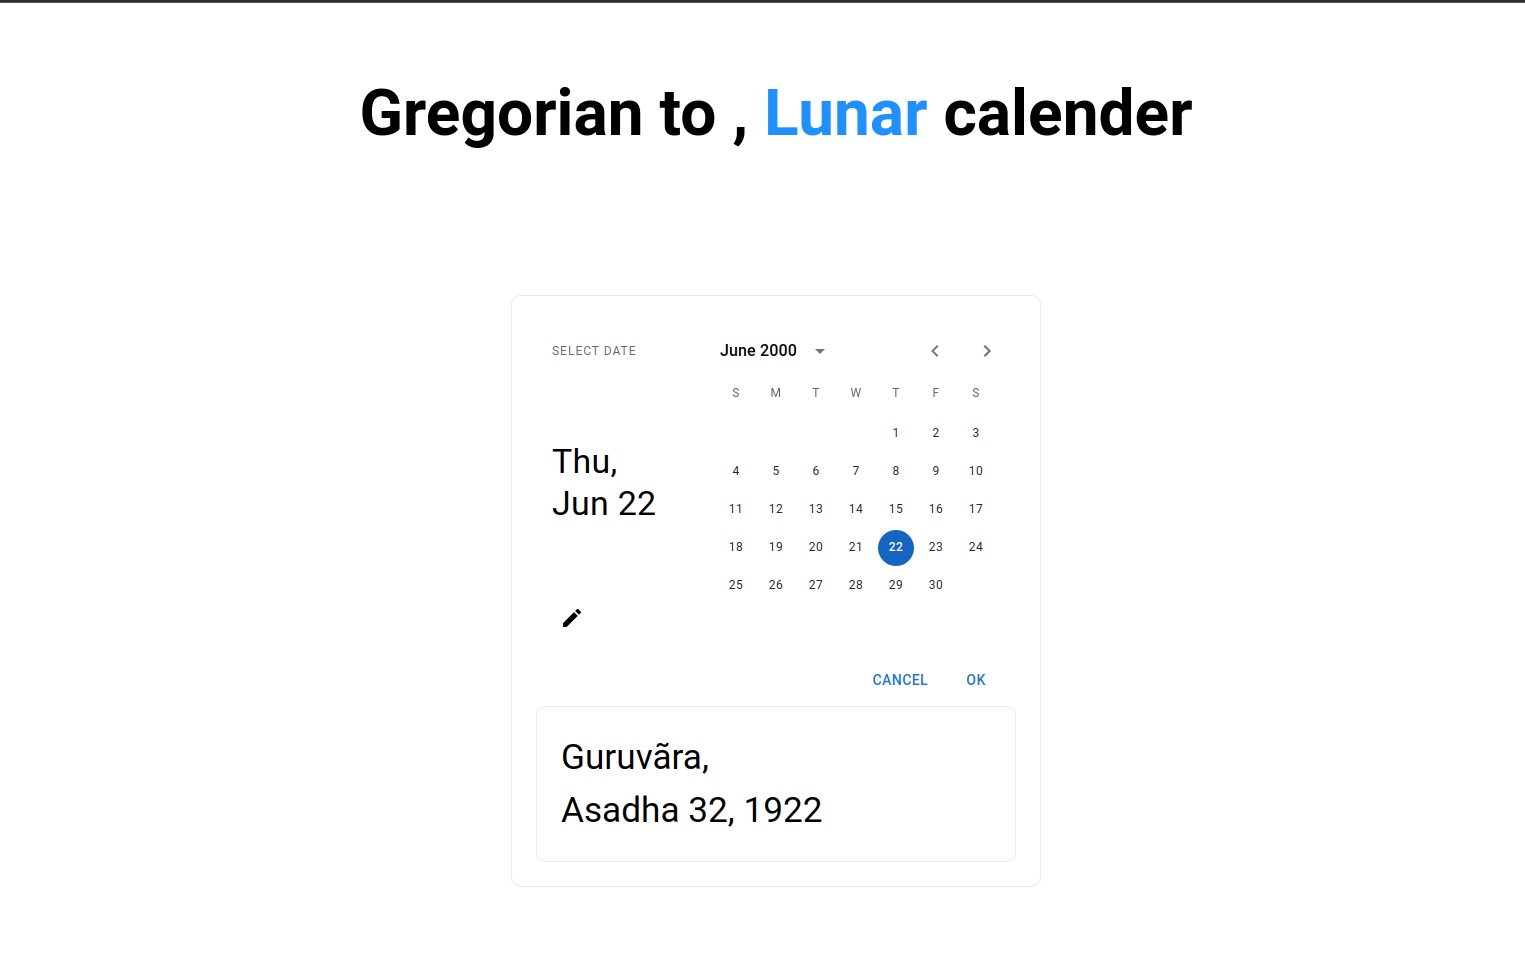 Gregorian to , Lunar calender
SELECT DATE
June 2000
Thu,
Jun 22
S M T W T F S
1 2 3
4 5 6 7 8 9 10
11 12 13 14 15 16 17
18 19 20 21 22 23 24
25 26 27 28 29 30
CANCEL OK
Guruvãra,
Asadha 32, 1922